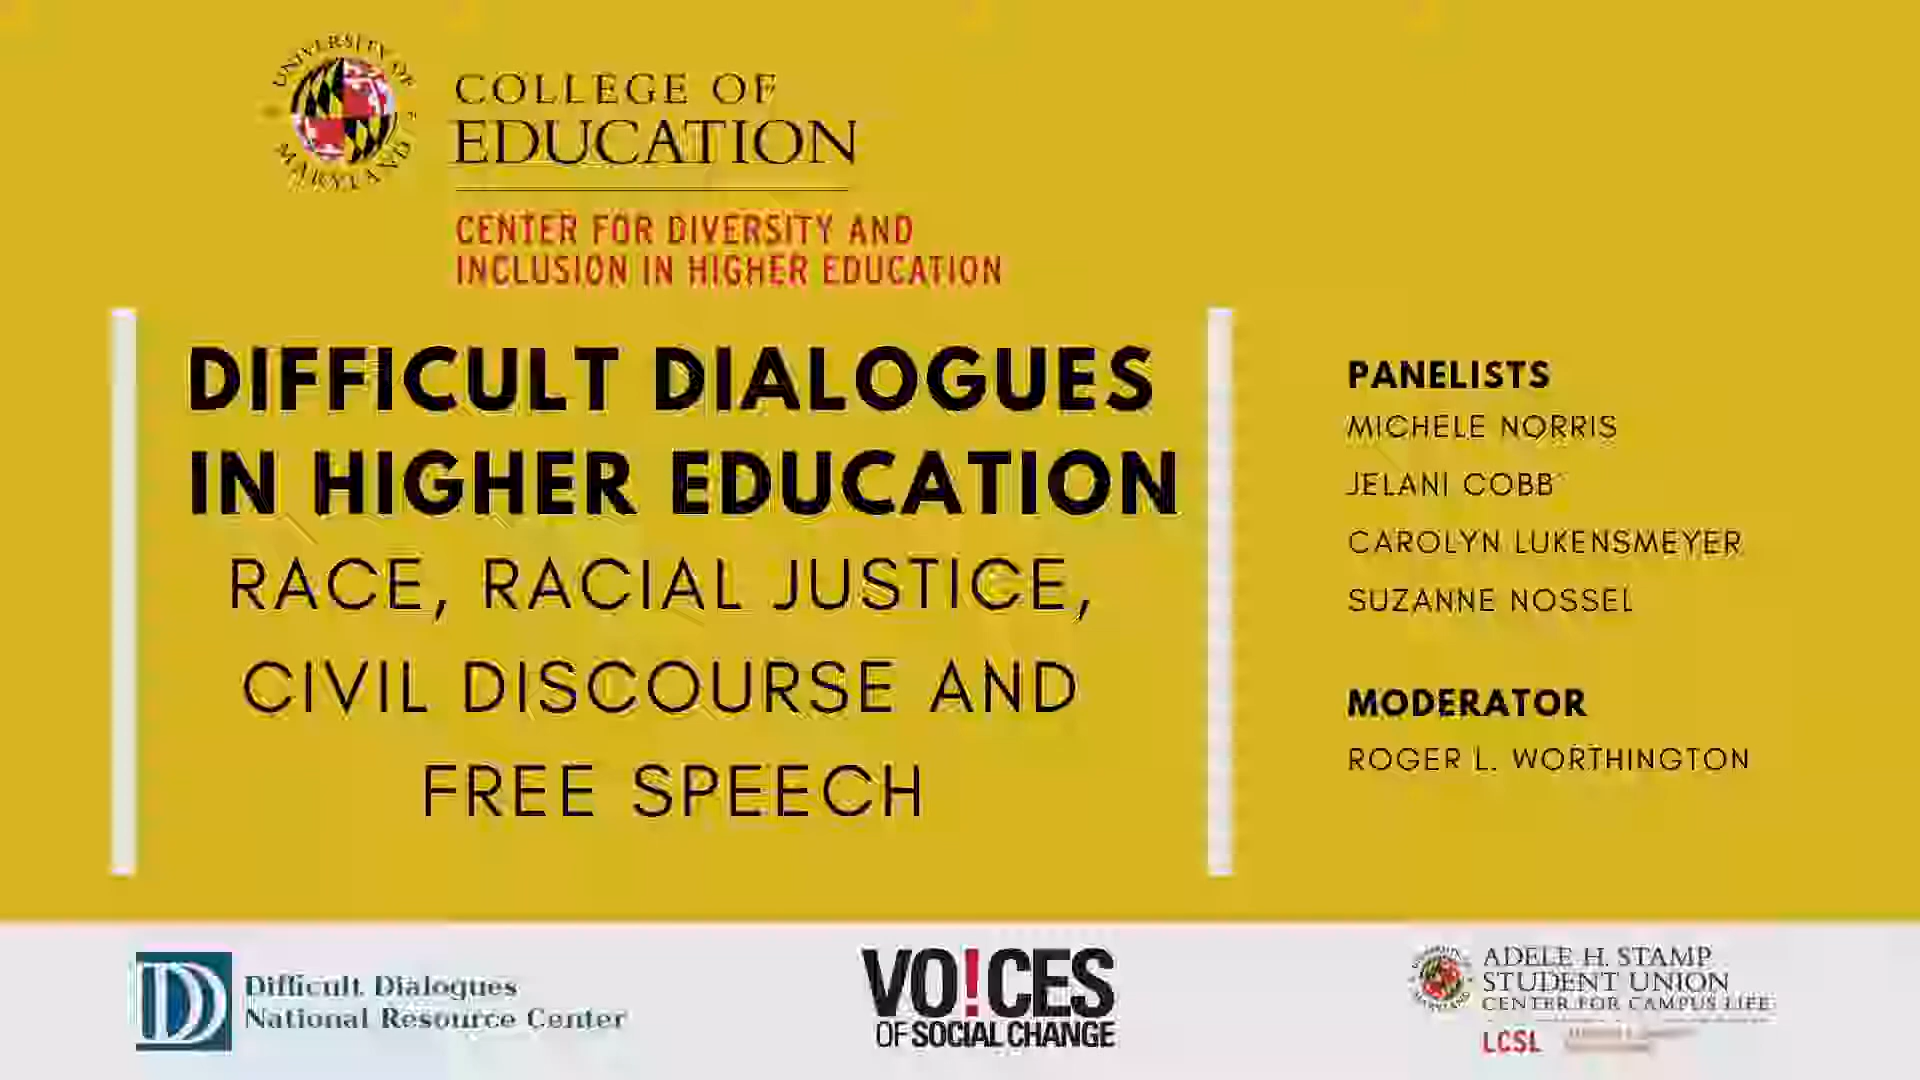 UNIVERSITY OF
MARYLAND
COLLEGE OF
EDUCATION
CENTER FOR DIVERSITY AND
INCLUSION IN HIGHER EDUCATION
DIFFICULT DIALOGUES
IN HIGHER EDUCATION
RACE, RACIAL JUSTICE,
CIVIL DISCOURSE AND
FREE SPEECH
PANELISTS
MICHELE NORRIS
JELANI COBB
CAROLYN LUKENSMEYER
SUZANNE NOSSEL
MODERATOR
ROGER L. WORTHINGTON
Difficult Dialogues
National Resource Center
VO!CES
OF SOCIAL CHANGE
ADELE H. STAMP
STUDENT UNION
CENTER FOR CAMPUS LIFE
LCSL